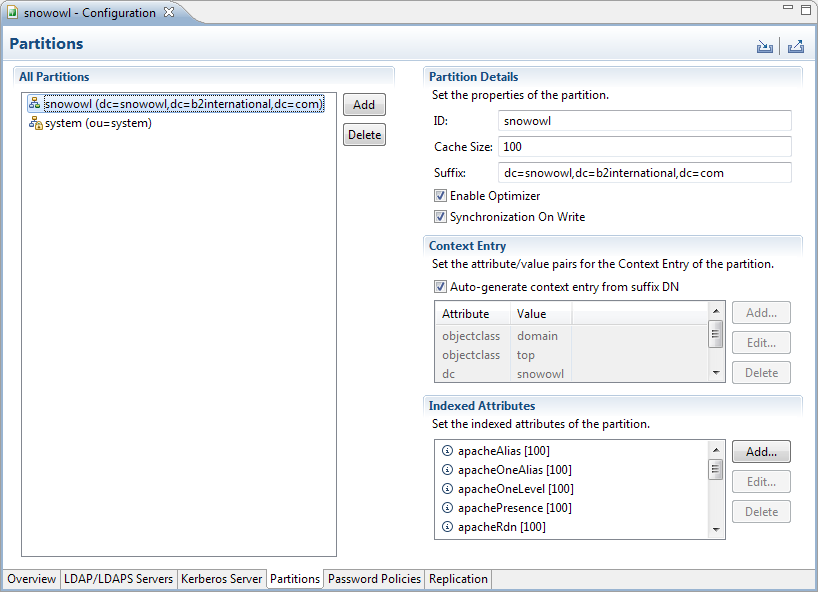 snowowl - Configuration
Partitions
All Partitions
snowowl (dc=snowowl,dc=b2international,dc=com)
system (ou=system)
Add
Delete
Partition Details
Set the properties of the partition.
ID: snowowl
Cache Size: 100
Suffix: dc=snowowl,dc=b2international,dc=com
Enable Optimizer
Synchronization On Write
Context Entry
Set the attribute/value pairs for the Context Entry of the partition.
Auto-generate context entry from suffix DN
Attribute Value
objectclass domain
objectclass top
dc snowowl
Add...
Edit...
Delete
Indexed Attributes
Set the indexed attributes of the partition.
apacheAlias [100]
apacheOneAlias [100]
apacheOneLevel [100]
apachePresence [100]
apacheRdn [100]
Add...
Edit...
Delete
Overview LDAP/LDAPS Servers Kerberos Server Partitions Password Policies Replication